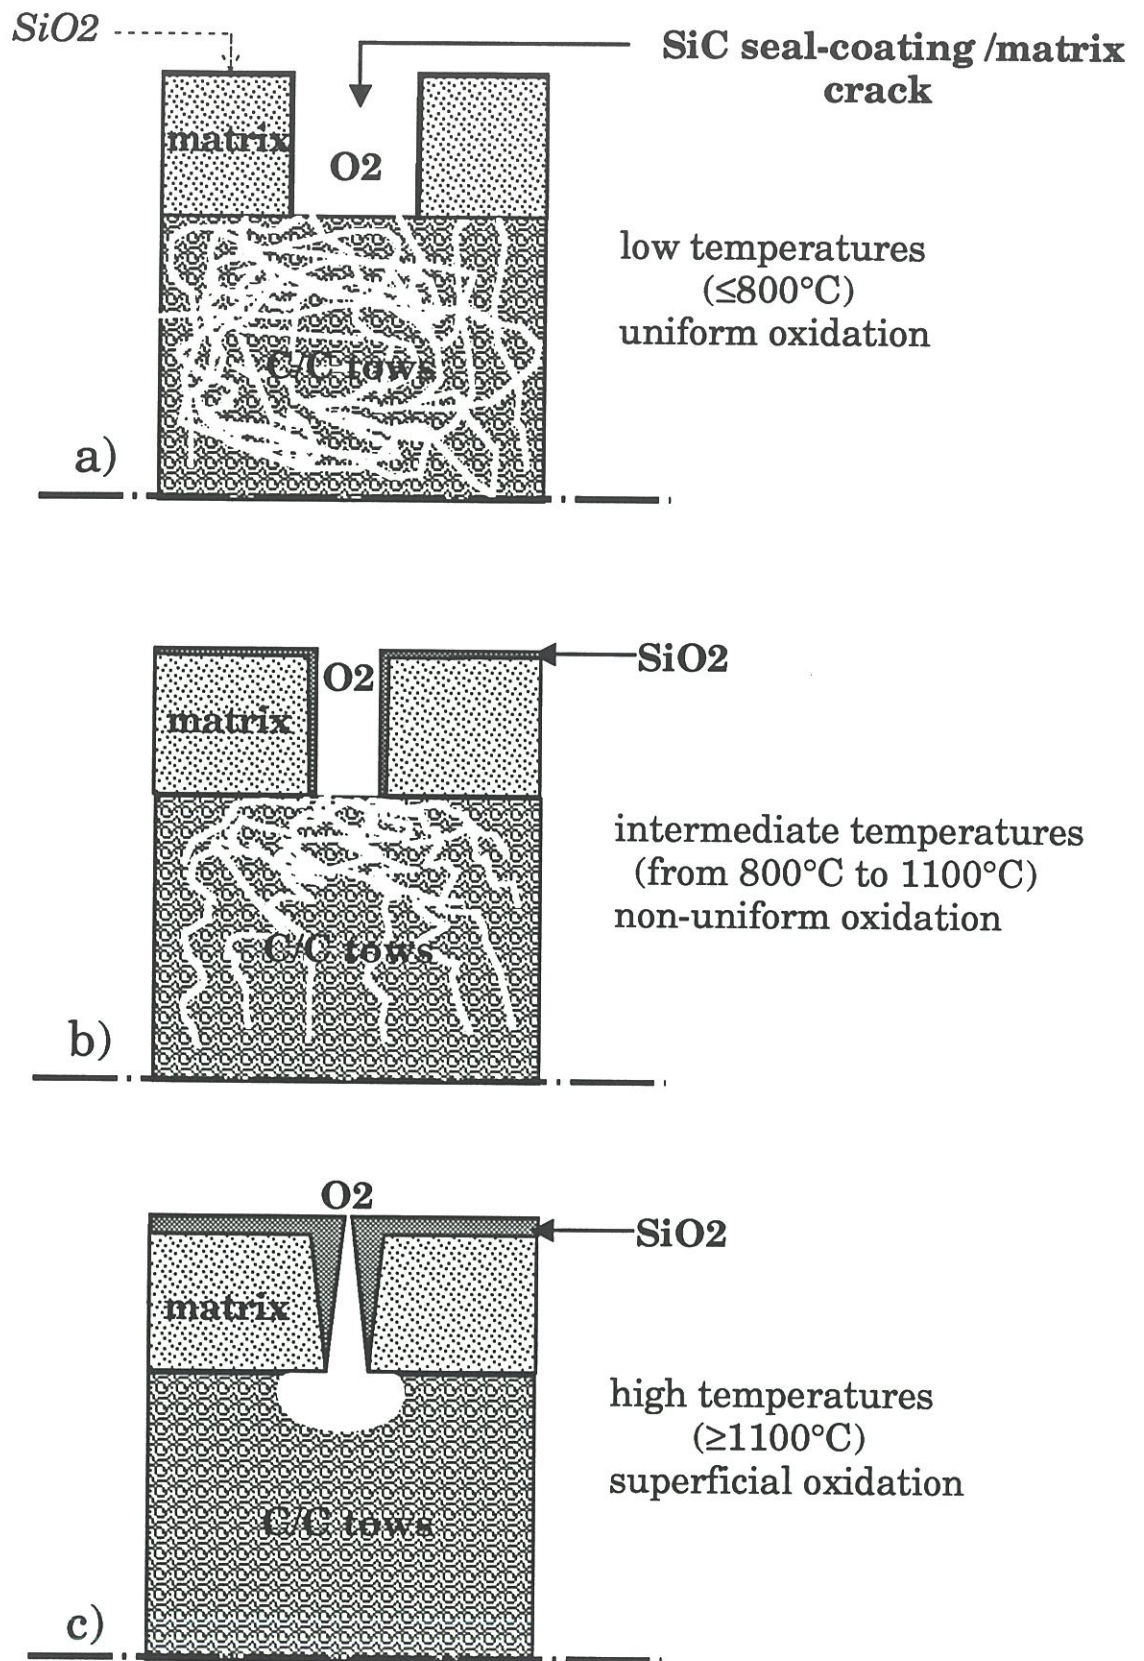 SiO2
SiC seal-coating /matrix
crack
matrix
O2
low temperatures
(≤800°C)
uniform oxidation
C/C tows
a)
O2
SiO2
matrix
intermediate temperatures
(from 800°C to 1100°C)
non-uniform oxidation
C/C tows
b)
O2
SiO2
matrix
high temperatures
(≥1100°C)
superficial oxidation
C/C tows
c)